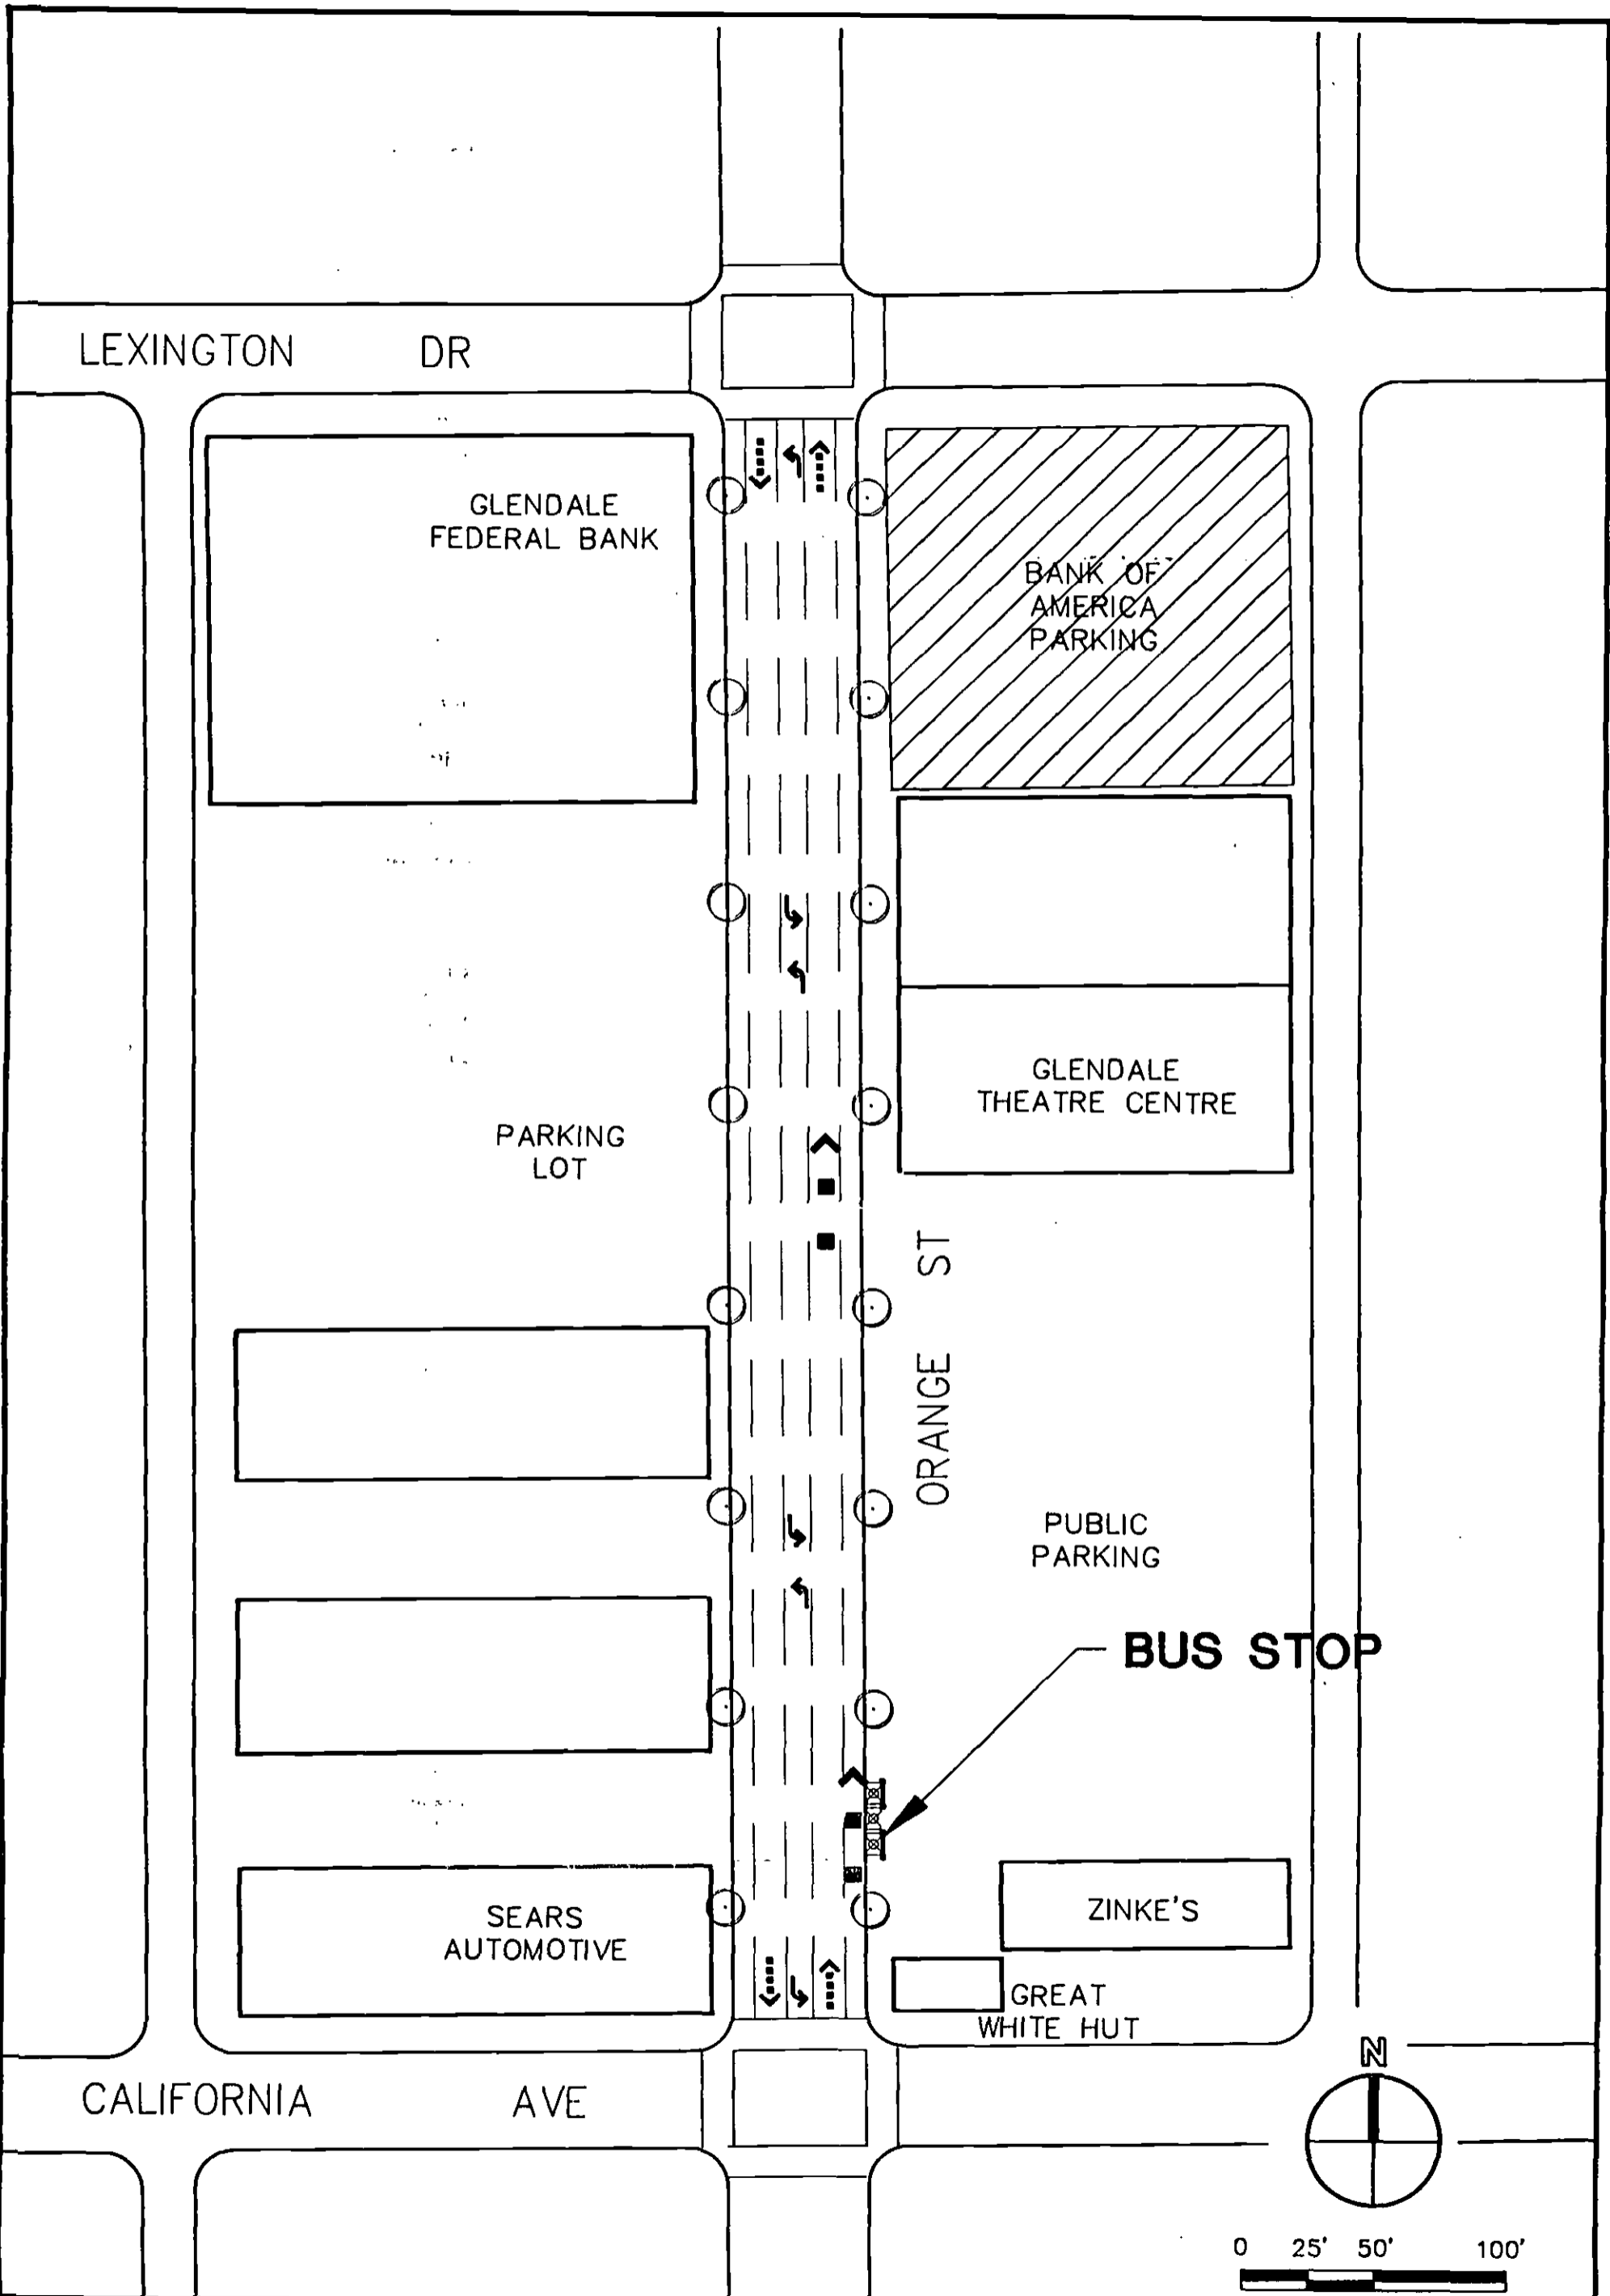 LEXINGTON DR
GLENDALE
FEDERAL BANK
BANK OF
AMERICA
PARKING
GLENDALE
THEATRE CENTRE
PARKING
LOT
ORANGE ST
PUBLIC
PARKING
BUS STOP
SEARS
AUTOMOTIVE
ZINKE'S
GREAT
WHITE HUT
CALIFORNIA AVE
N
0 25' 50' 100'